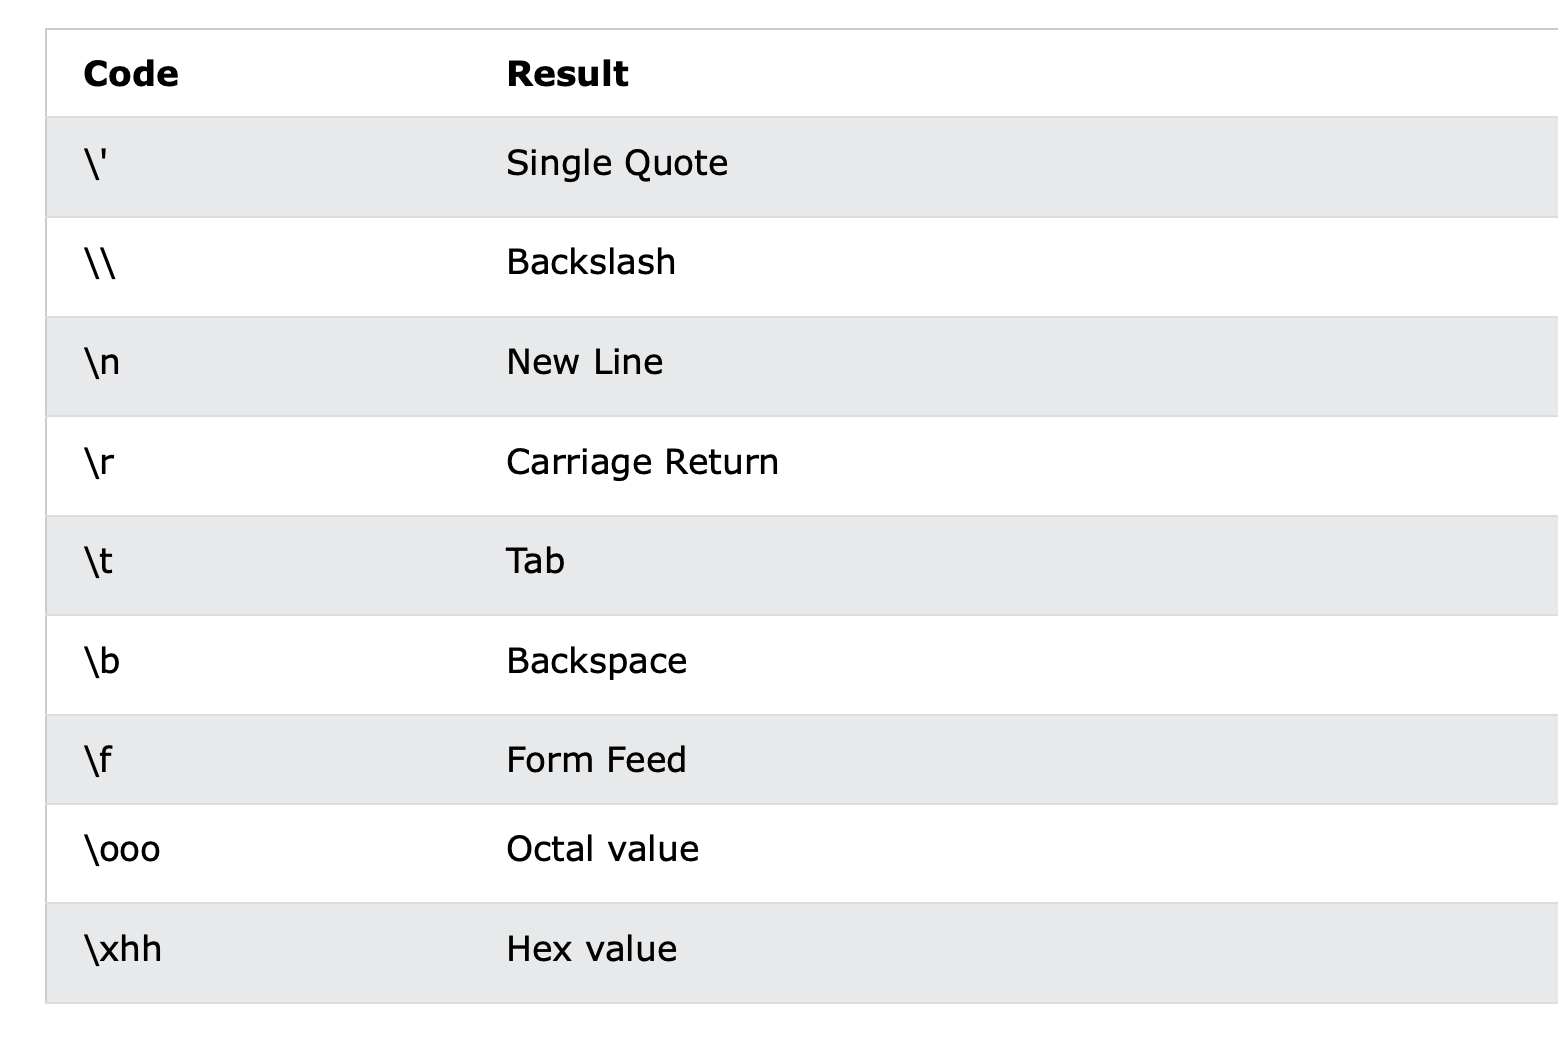 Code Result
\' Single Quote
\\ Backslash
\n New Line
\r Carriage Return
\t Tab
\b Backspace
\f Form Feed
\ooo Octal value
\xhh Hex value